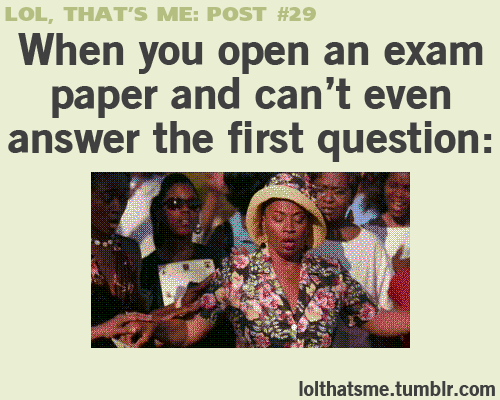 LOL, THAT'S ME: POST #29
When you open an exam
paper and can't even
answer the first question:
lolthatsme.tumblr.com